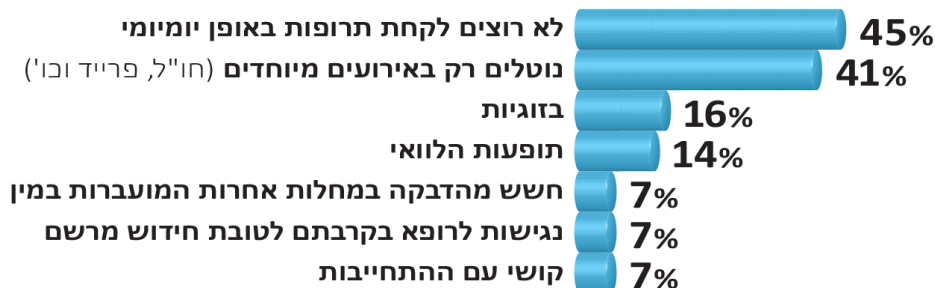 לא רוצים לקחת תרופות באופן יומיומי 45%
נוטלים רק באירועים מיוחדים (חו"ל, פרייד וכו') 41%
בזוגיות 16%
תופעות הלוואי 14%
חשש מהדבקה במחלות אחרות המועברות במין 7%
נגישות לרופא בקרבתם לטובת חידוש מרשם 7%
קושי עם ההתחייבות 7%